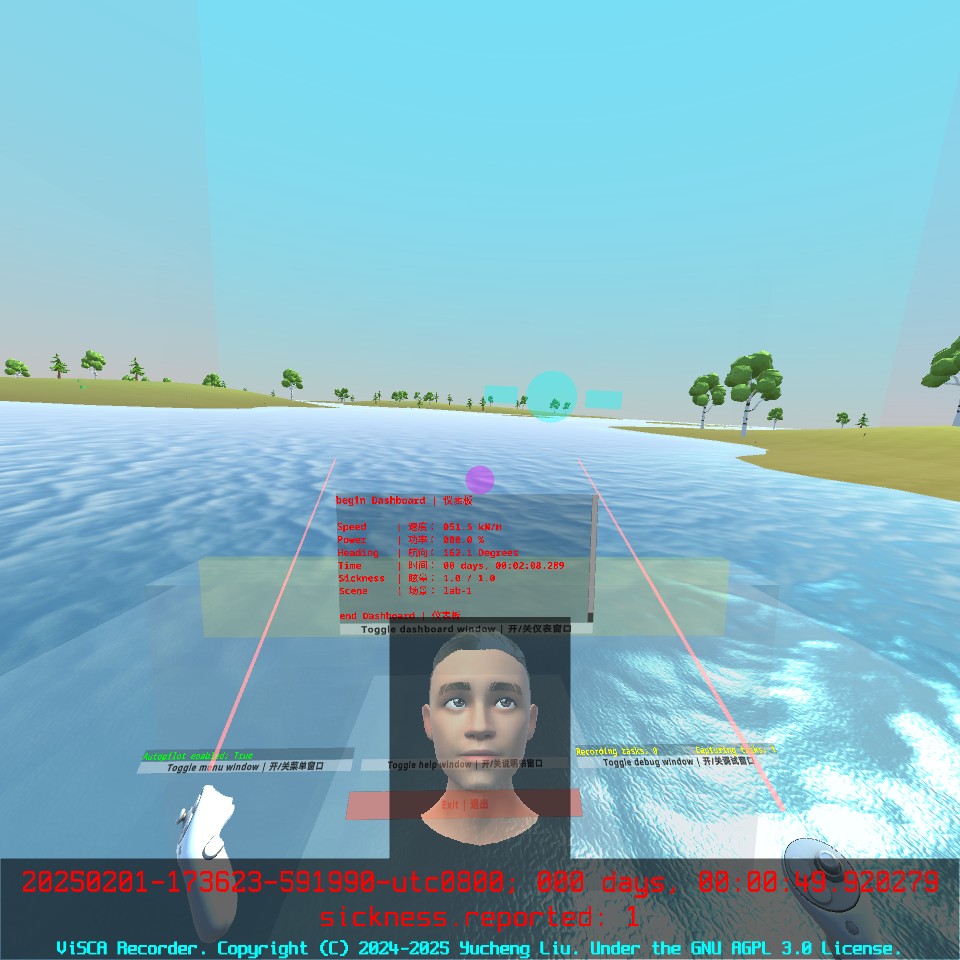 begin Dashboard | 仪表板
Speed | 速度: 051.5 kN/h
Power | 功率: 000.0 %
Heading | 航向: 162.1 Degrees
Time | 时间: 00 days, 00:02:08.289
Sickness | 眩晕: 1.0 / 1.0
Scene | 场景: lab-1
end Dashboard | 仪表板
Toggle dashboard window | 开/关仪表窗口
Autopilot enabled: True
Toggle menu window | 开/关菜单窗口
Toggle help window | 开/关说明书窗口
Recording tasks: 0 Capturing tasks: 1
Toggle debug window | 开/关调试窗口
Exit | 退出
20250201-173623-591990-utc0800; 000 days, 00:00:49.920279
sickness.reported: 1
ViSCA Recorder. Copyright (C) 2024-2025 Yucheng Liu. Under the GNU AGPL 3.0 License.